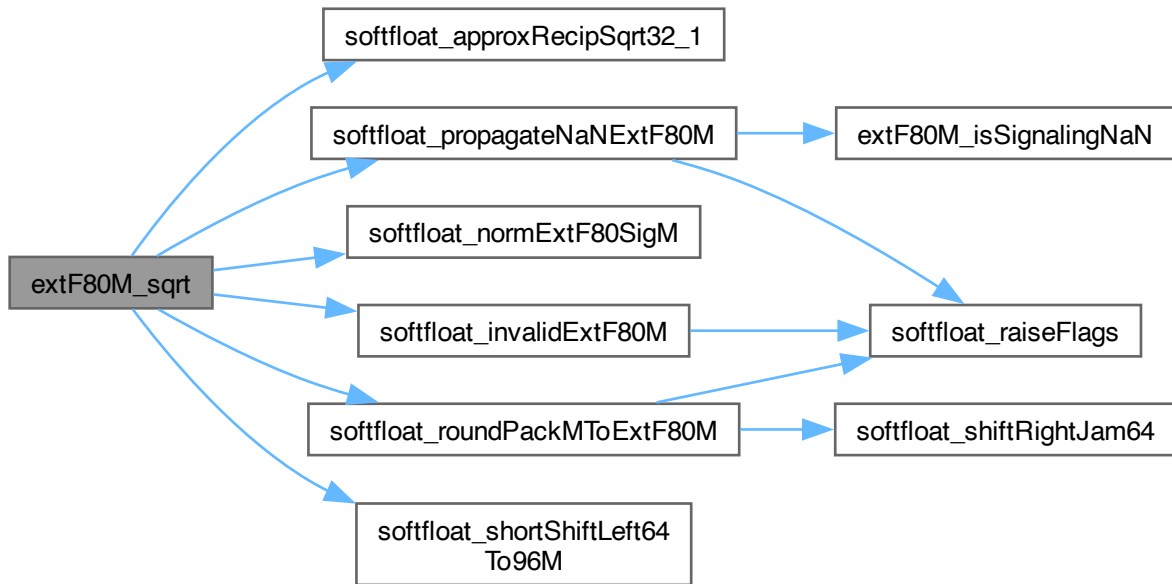 softfloat_approxRecipSqrt32_1
softfloat_propagateNaNExtF80M
extF80M_isSignalingNaN
softfloat_normExtF80SigM
extF80M_sqrt
softfloat_invalidExtF80M
softfloat_raiseFlags
softfloat_roundPackMToExtF80M
softfloat_shiftRightJam64
softfloat_shortShiftLeft64
To96M